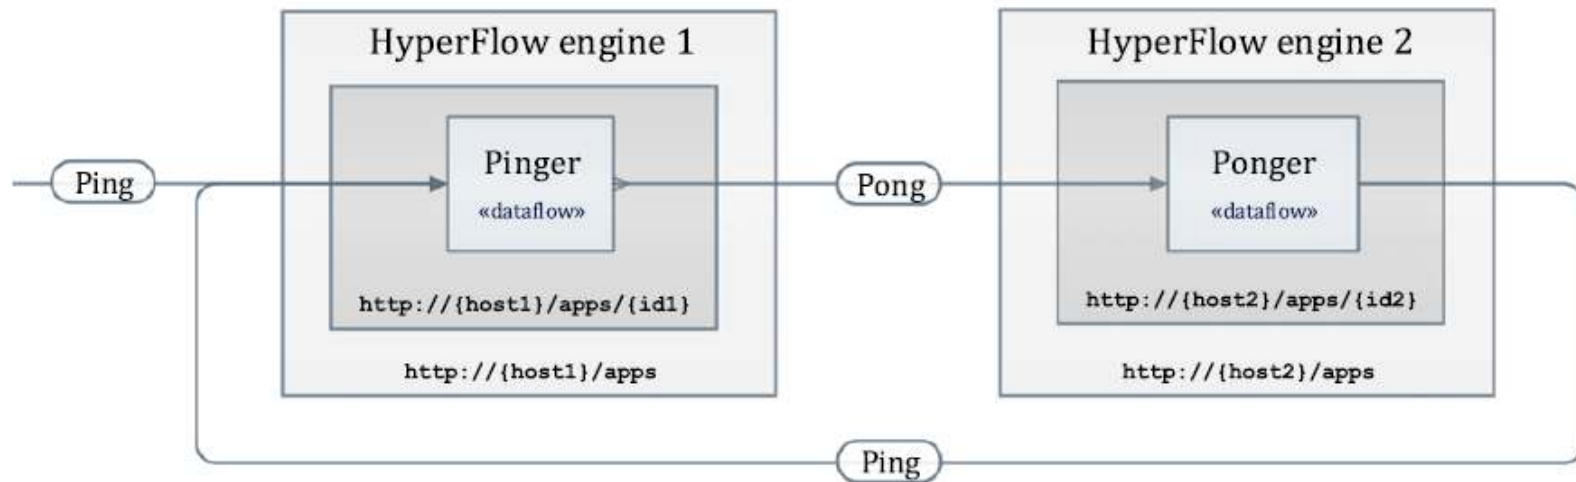 HyperFlow engine 1
HyperFlow engine 2
Ping
Pinger
«dataflow»
Pong
Ponger
«dataflow»
http://{host1}/apps/{id1}
http://{host2}/apps/{id2}
http://{host1}/apps
http://{host2}/apps
Ping